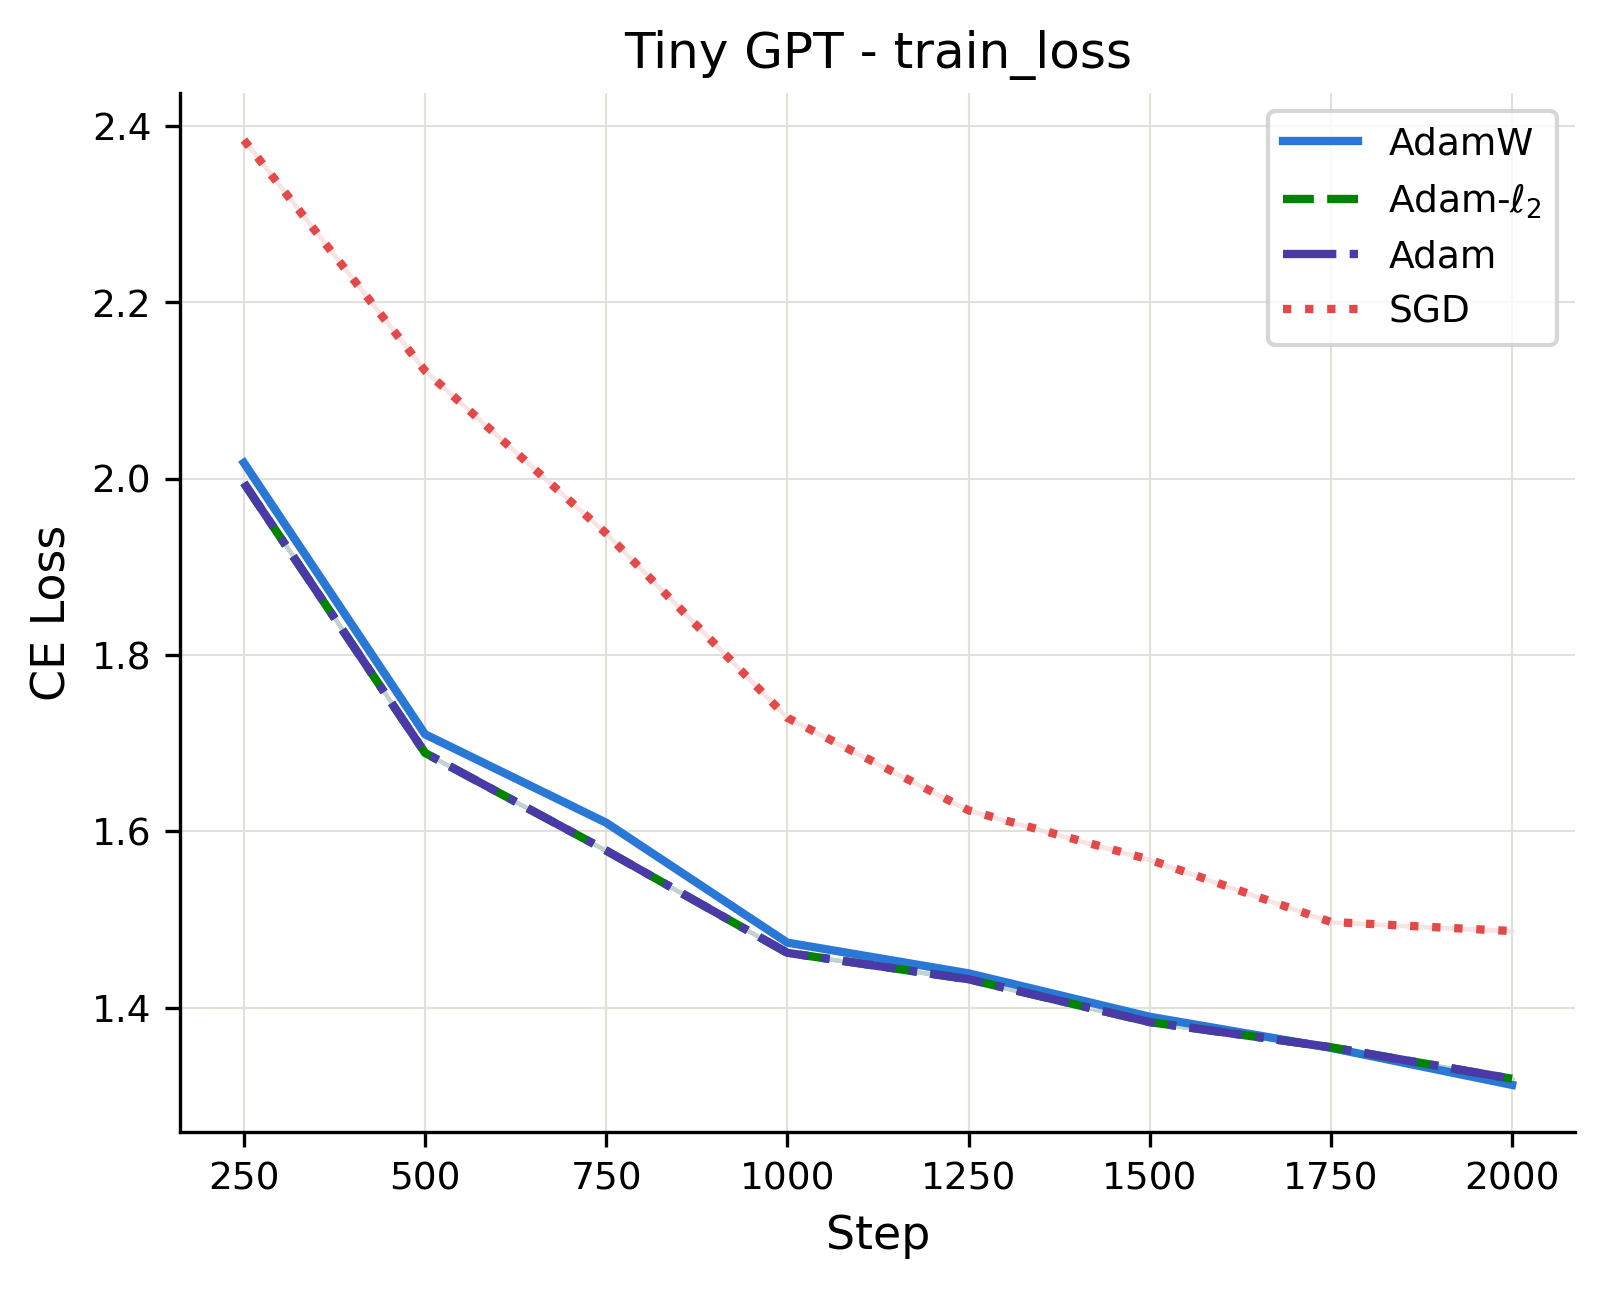 Tiny GPT - train_loss
AdamW
Adam-ℓ₂
Adam
SGD
2.4
2.2
2.0
1.8
1.6
1.4
CE Loss
250 500 750 1000 1250 1500 1750 2000
Step